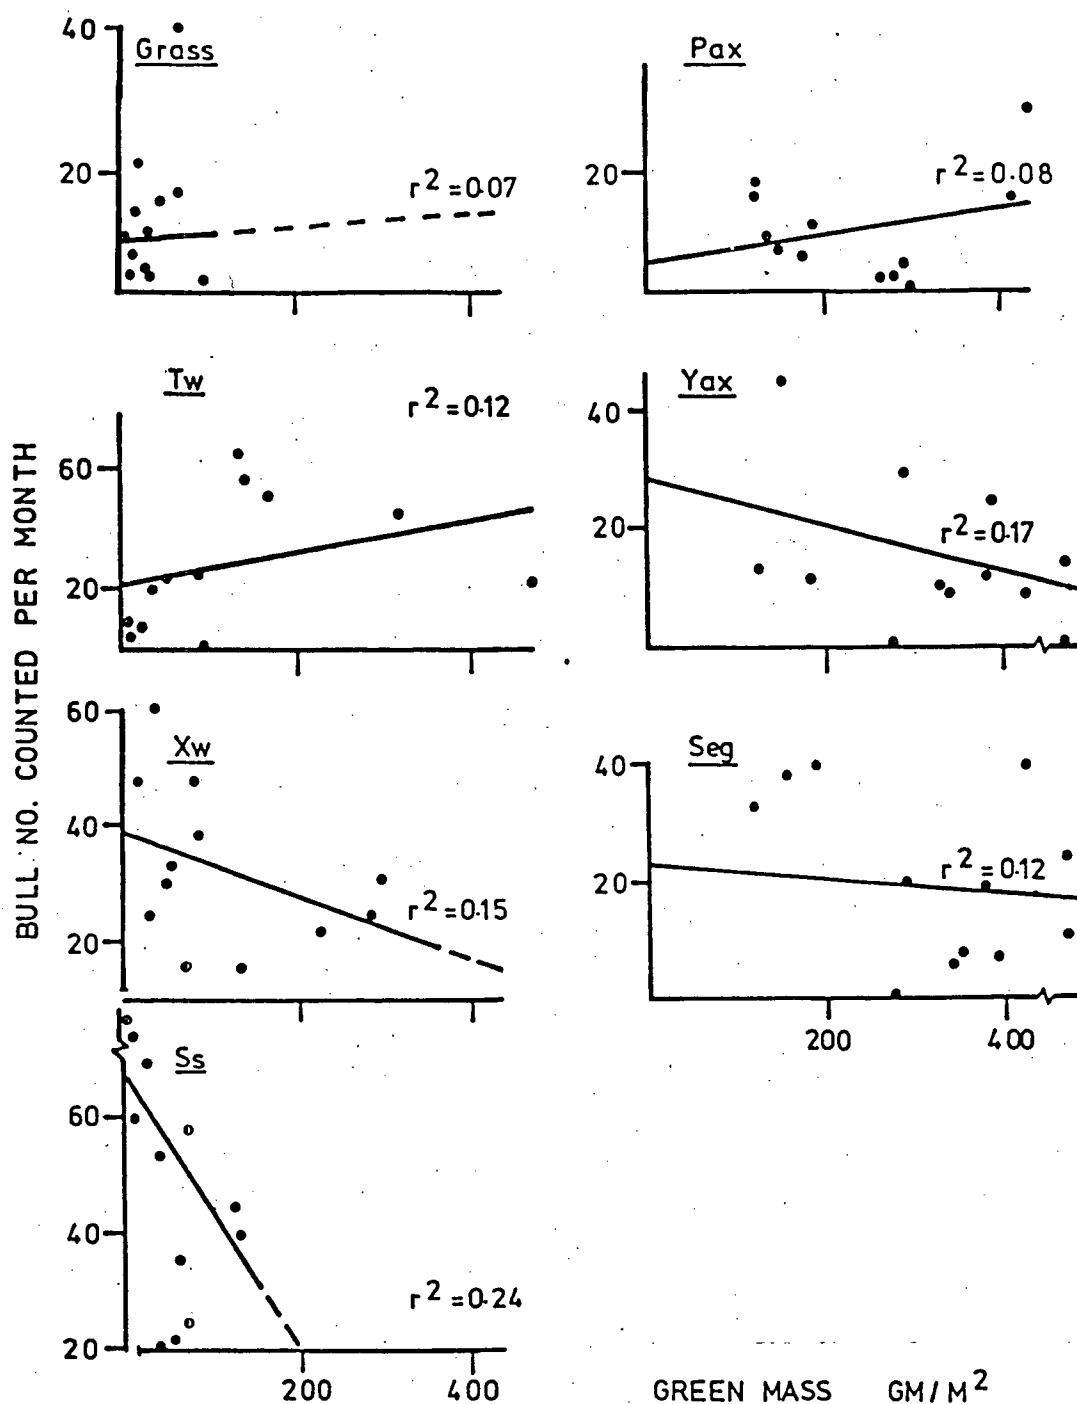 BULL NO. COUNTED PER MONTH
Grass
40
20
r²=0.07
Pax
20
r²=0.08
Tw
60
20
r²=0.12
Yax
40
20
r²=0.17
Xw
60
40
20
r²=0.15
Seg
40
20
r²=0.12
200 400
Ss
60
40
20
r²=0.24
200 400
GREEN MASS GM/M²